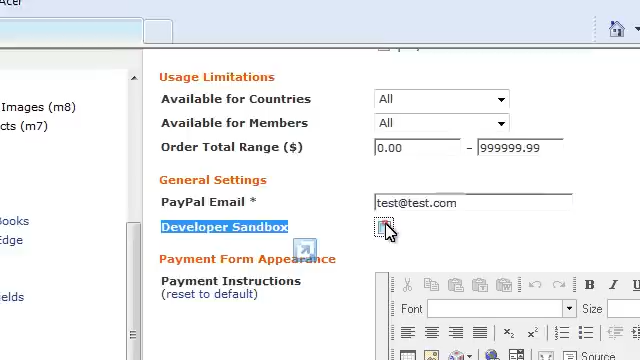 Acer
Usage Limitations
Images (m8)
Available for Countries All
cts (m7)
Available for Members All
Order Total Range ($) 0.00 – 999999.99
General Settings
PayPal Email * test@test.com
Books
Developer Sandbox
Edge
Payment Form Appearance
Payment Instructions
(reset to default)
ields
B I U
Font Size
Source